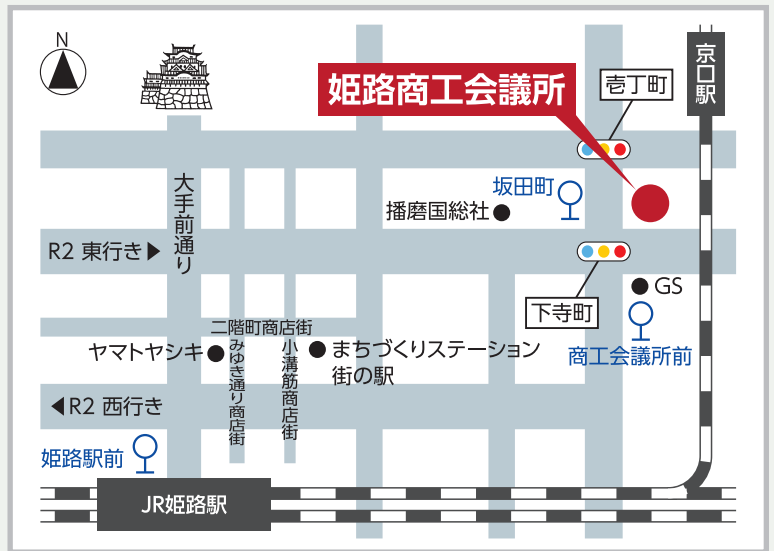 N
京口駅
姫路商工会議所
壱丁町
坂田町
播磨国総社
大手前通り
R2 東行き
GS
下寺町
二階町商店街
ヤマトヤシキ
みゆき通り商店街
小溝筋商店街
まちづくりステーション
街の駅
商工会議所前
R2 西行き
姫路駅前
JR姫路駅